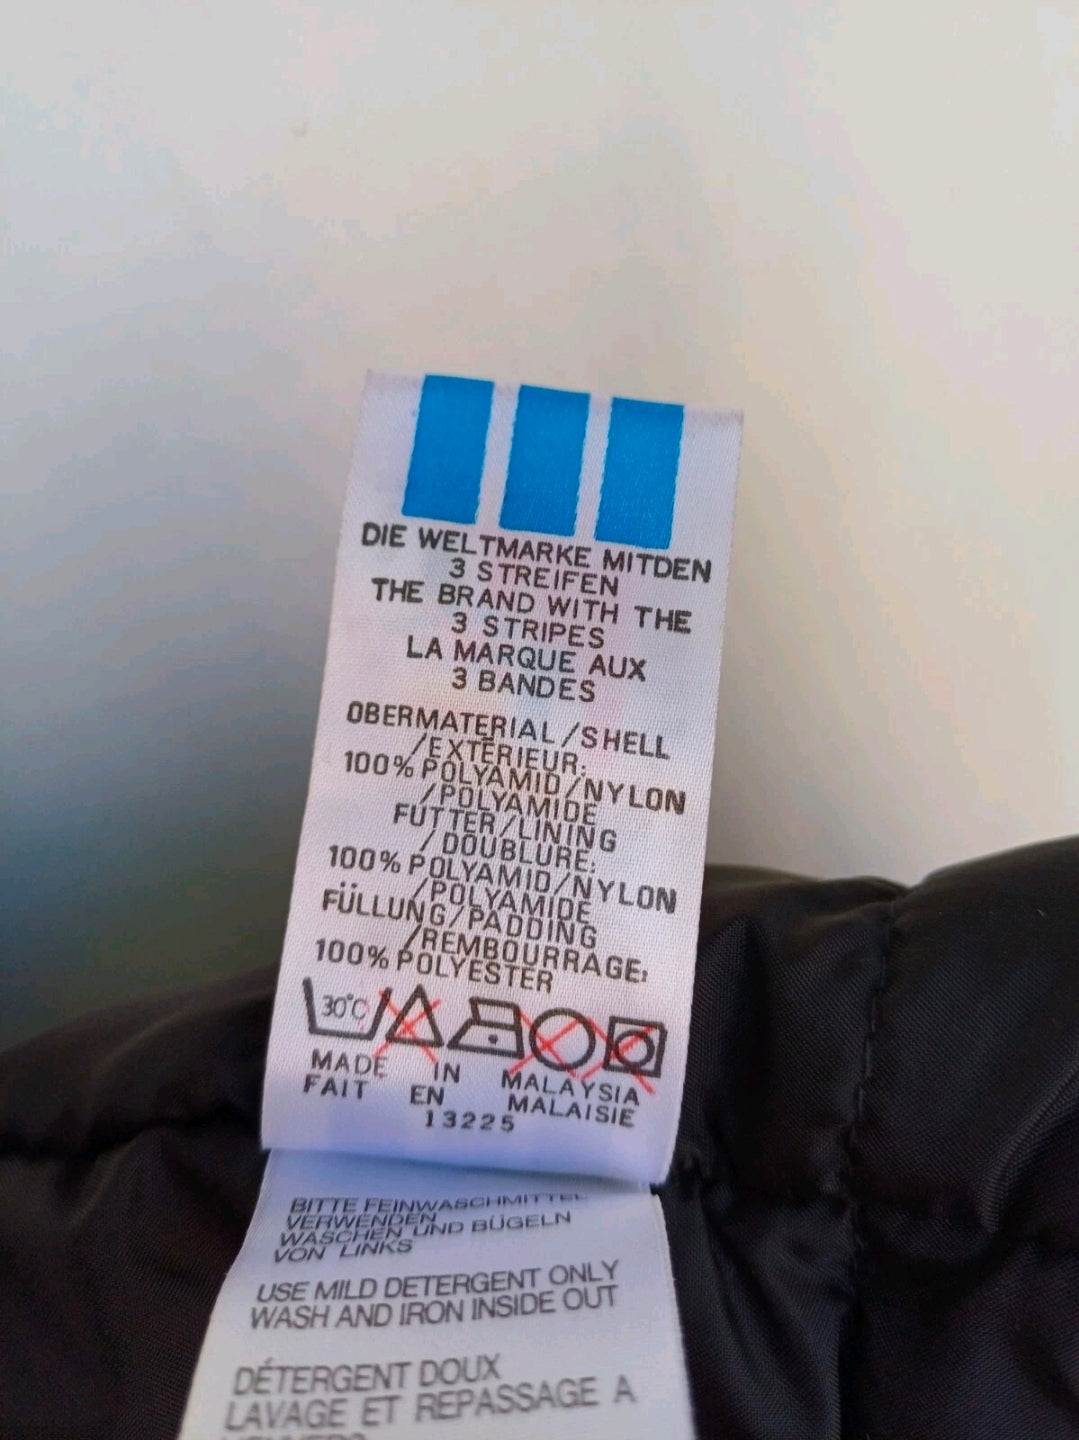 DIE WELTMARKE MITDEN
3 STREIFEN
THE BRAND WITH THE
3 STRIPES
LA MARQUE AUX
3 BANDES
OBERMATERIAL/SHELL
/EXTÉRIEUR:
100% POLYAMID/NYLON
/POLYAMIDE
FUTTER/LINING
/DOUBLURE:
100% POLYAMID/NYLON
/POLYAMIDE
FÜLLUNG/PADDING
/REMBOURRAGE:
100% POLYESTER
30°C
MADE IN MALAYSIA
FAIT EN MALAISIE
13225
BITTE FEINWASCHMITTEL
VERWENDEN
WASCHEN UND BÜGELN
VON LINKS
USE MILD DETERGENT ONLY
WASH AND IRON INSIDE OUT
DÉTERGENT DOUX
LAVAGE ET REPASSAGE A